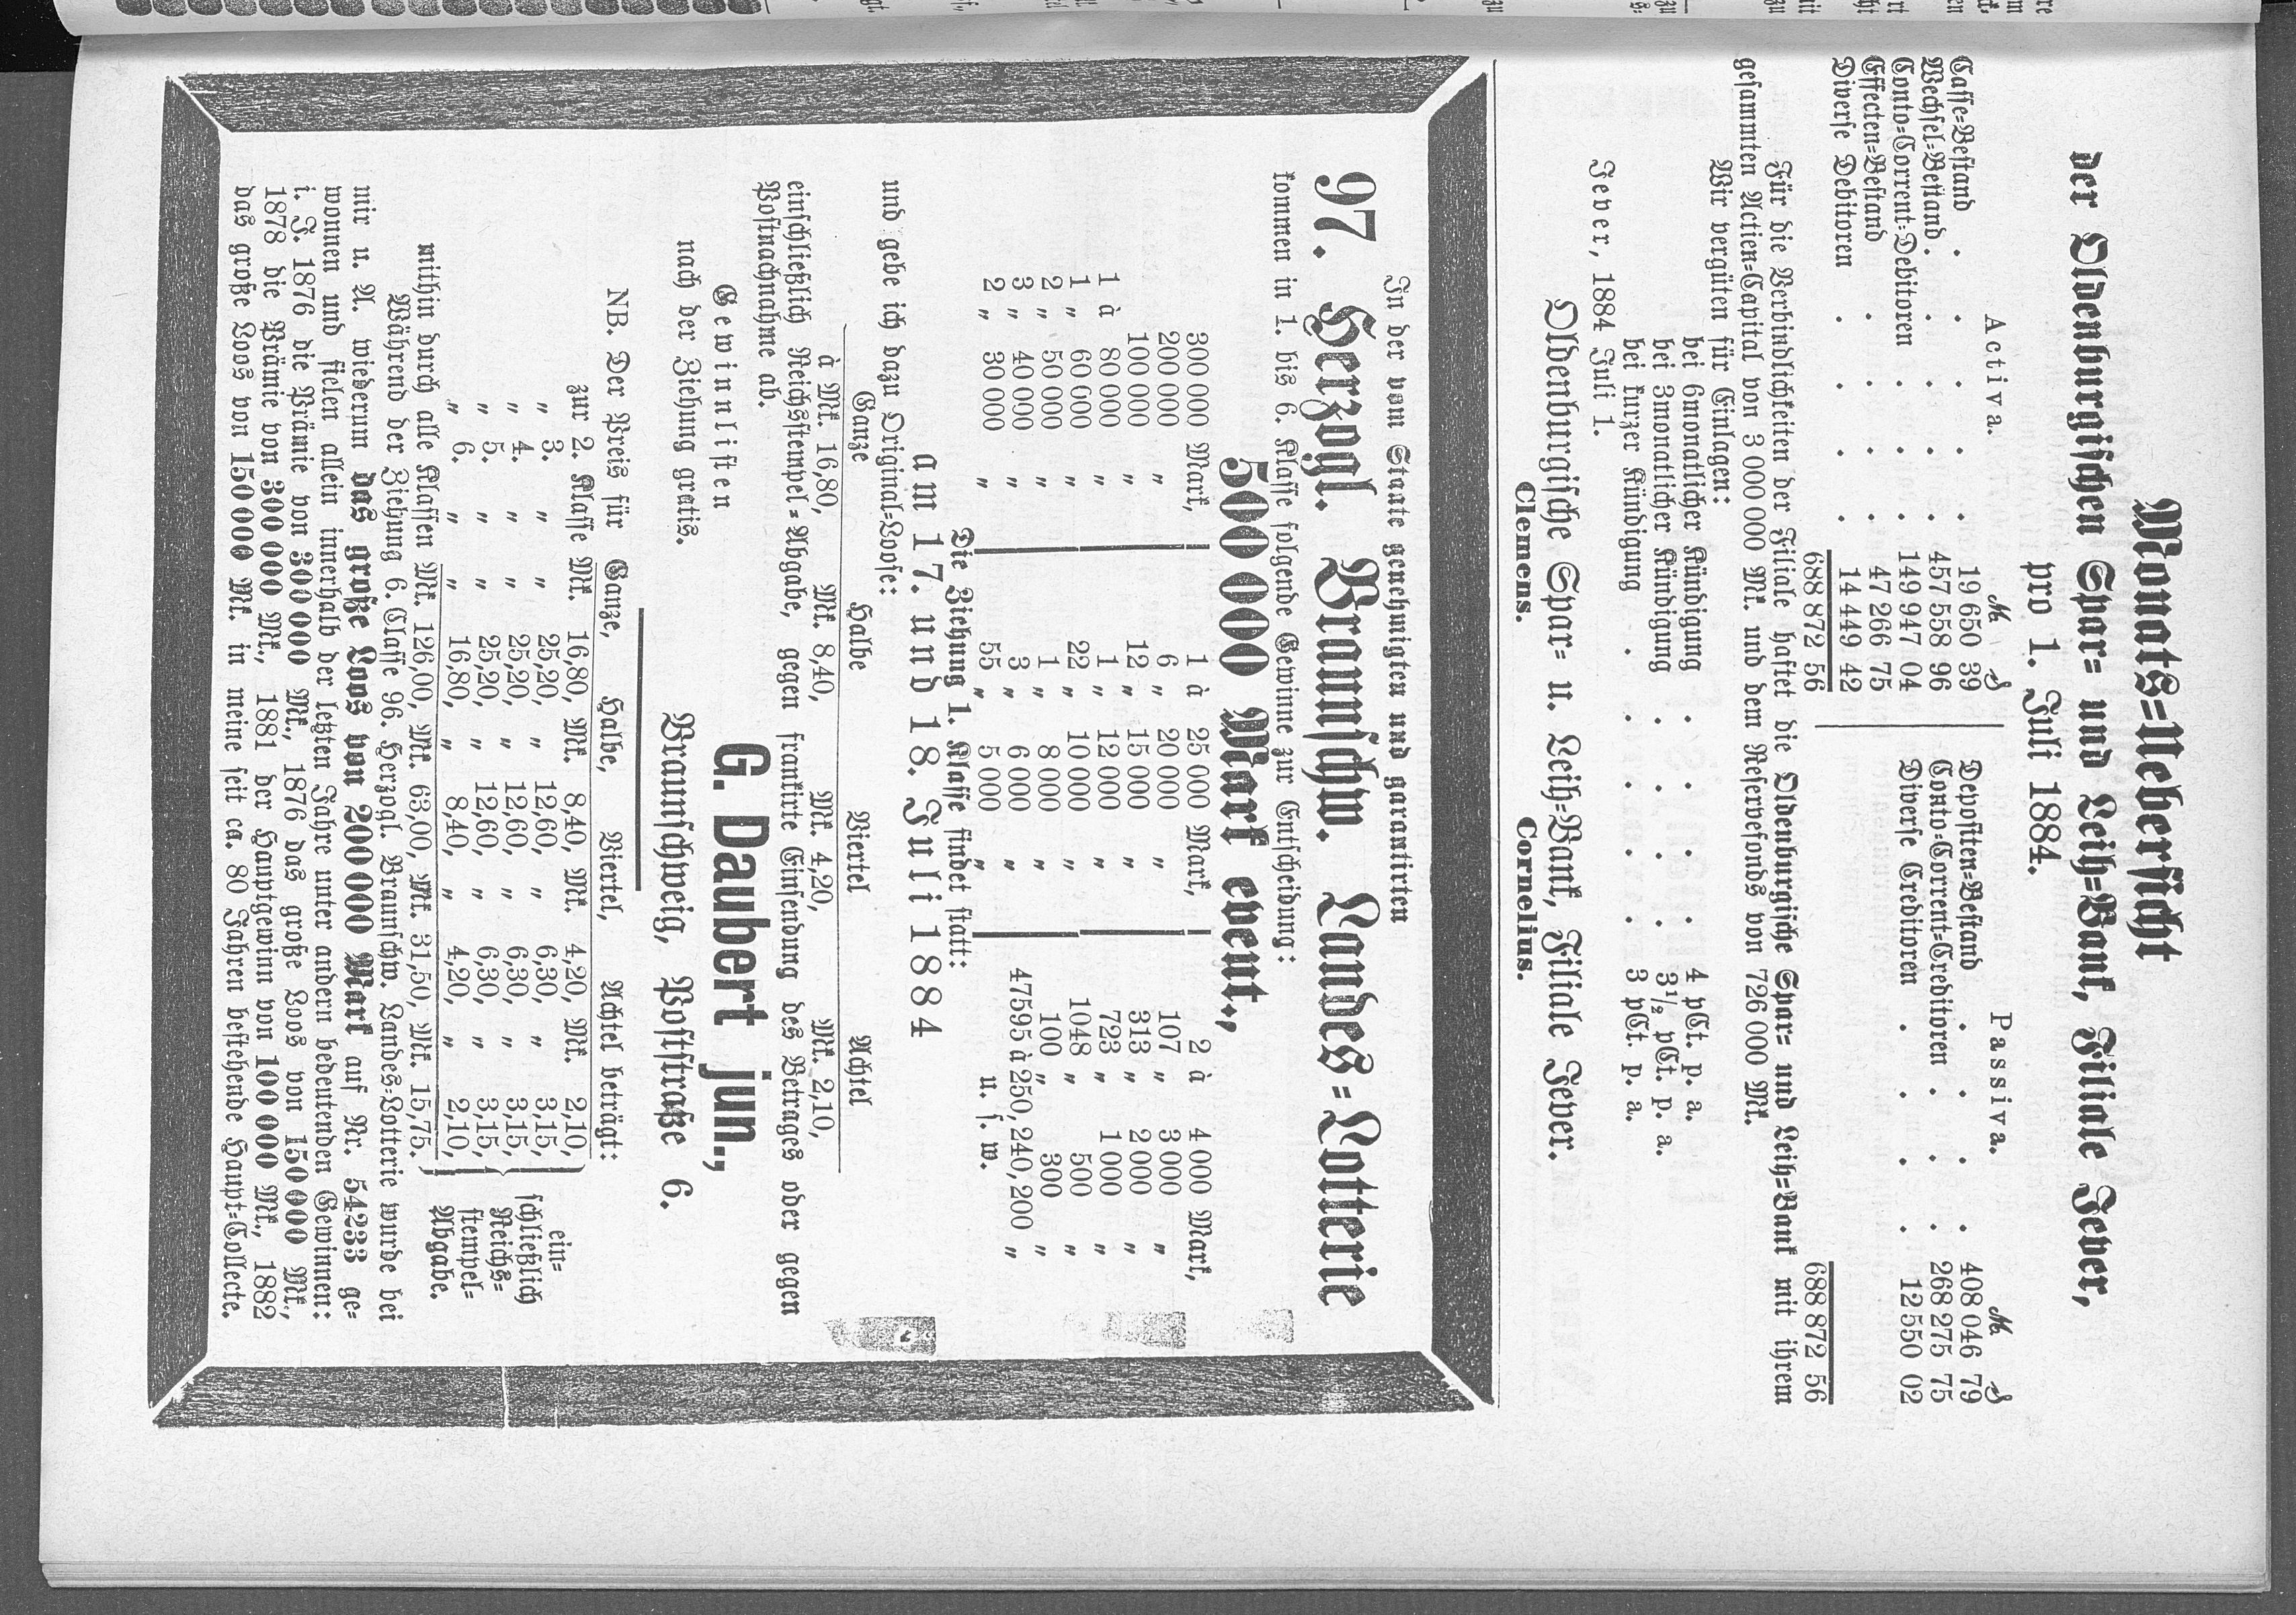 Monats=Uebersicht
der Oldenburgischen Spar= und Leih=Bank, Filiale Jever,
pro 1. Juli 1884.
Activa.
ℳ ₰
Casse=Bestand . . . . . 19 650 39
Wechsel=Bestand . . . . . 457 558 96
Conto=Corrent=Debitoren . . . 149 947 04
Effecten=Bestand . . . . 47 266 75
Diverse Debitoren . . . . 14 449 42
688 872 56
Passiva.
ℳ ₰
Depositen=Bestand . . . . 408 046 79
Conto=Corrent=Creditoren . . . 268 275 75
Diverse Creditoren . . . . 12 550 02
688 872 56
Für die Verbindlichkeiten der Filiale haftet die Oldenburgische Spar= und Leih=Bank mit ihrem
gesammten Actien=Capital von 3 000 000 Mk. und dem Reservefonds von 726 000 Mk.
Wir vergüten für Einlagen:
bei 6monatlicher Kündigung . . . . 4 pCt. p. a.
bei 3monatlicher Kündigung . . . . 3½ pCt. p. a.
bei kurzer Kündigung . . . . . 3 pCt. p. a.
Jever, 1884 Juli 1.
Oldenburgische Spar= u. Leih=Bank, Filiale Jever.
Clemens. Cornelius.
In der vom Staate genehmigten und garantirten
97. Herzogl. Braunschw. Landes=Lotterie
kommen in 1. bis 6. Klasse folgende Gewinne zur Entscheidung:
500 000 Mark event.,
300 000 Mark,
200 000 „
100 000 „
1 à 80 000 „
1 „ 60 000 „
2 „ 50 000 „
3 „ 40 000 „
2 „ 30 000 „
1 à 25 000 Mark,
6 „ 20 000 „
12 „ 15 000 „
1 „ 12 000 „
22 „ 10 000 „
1 „ 8 000 „
3 „ 6 000 „
55 „ 5 000 „
2 à 4 000 Mark,
107 „ 3 000 „
313 „ 2 000 „
723 „ 1 000 „
1048 „ 500 „
100 „ 300 „
47595 à 250, 240, 200 „
u. s. w.
Die Ziehung 1. Klasse findet statt:
am 17. und 18. Juli 1884
und gebe ich dazu Original=Loose:
Ganze Halbe Viertel Achtel
à Mk. 16,80, Mk. 8,40, Mk. 4,20, Mk. 2,10,
einschließlich Reichsstempel=Abgabe, gegen frankirte Einsendung des Betrages oder gegen
Postnachnahme ab.
Gewinnlisten
nach der Ziehung gratis.
G. Daubert jun.,
Braunschweig, Poststraße 6.
NB. Der Preis für Ganze, Halbe, Viertel, Achtel beträgt:
zur 2. Klasse Mk. 16,80, Mk. 8,40, Mk. 4,20, Mk. 2,10,
„ 3. „ „ 25,20, „ 12,60, „ 6,30, „ 3,15,
„ 4. „ „ 25,20, „ 12,60, „ 6,30, „ 3,15,
„ 5. „ „ 25,20, „ 12,60, „ 6,30, „ 3,15,
„ 6. „ „ 16,80, „ 8,40, „ 4,20, „ 2,10,
mithin durch alle Klassen Mk. 126,00, Mk. 63,00, Mk. 31,50, Mk. 15,75.
ein=
schließlich
Reichs=
stempel=
Abgabe.
Während der Ziehung 6. Classe 96. Herzogl. Braunschw. Landes=Lotterie wurde bei
mir u. A. wiederum das große Loos von 200 000 Mark auf Nr. 54233 ge=
wonnen und fielen allein innerhalb der letzten Jahre unter andern bedeutenden Gewinnen:
i. J. 1876 die Prämie von 300 000 Mk., 1876 das große Loos von 150 000 Mk.,
1878 die Prämie von 300 000 Mk., 1881 der Hauptgewinn von 100 000 Mk., 1882
das große Loos von 150 000 Mk. in meine seit ca. 80 Jahren bestehende Haupt=Collecte.